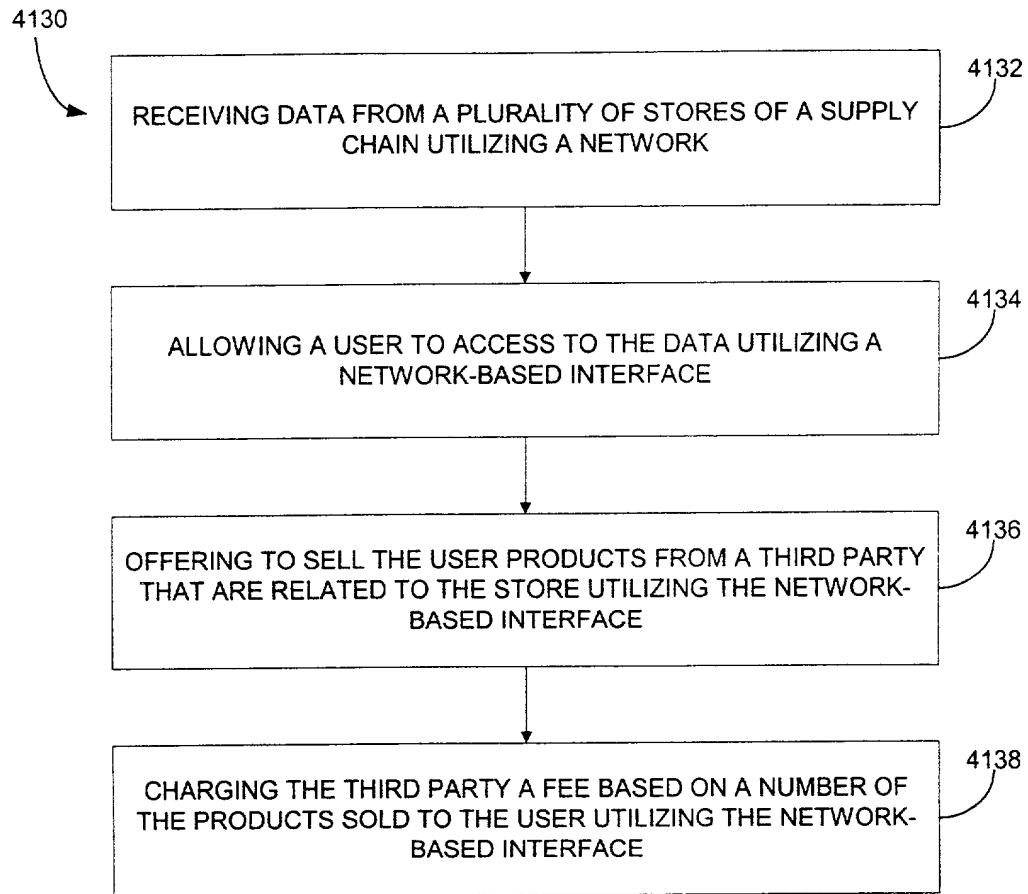 4130
4132
RECEIVING DATA FROM A PLURALITY OF STORES OF A SUPPLY
CHAIN UTILIZING A NETWORK
4134
ALLOWING A USER TO ACCESS TO THE DATA UTILIZING A
NETWORK-BASED INTERFACE
4136
OFFERING TO SELL THE USER PRODUCTS FROM A THIRD PARTY
THAT ARE RELATED TO THE STORE UTILIZING THE NETWORK-
BASED INTERFACE
4138
CHARGING THE THIRD PARTY A FEE BASED ON A NUMBER OF
THE PRODUCTS SOLD TO THE USER UTILIZING THE NETWORK-
BASED INTERFACE